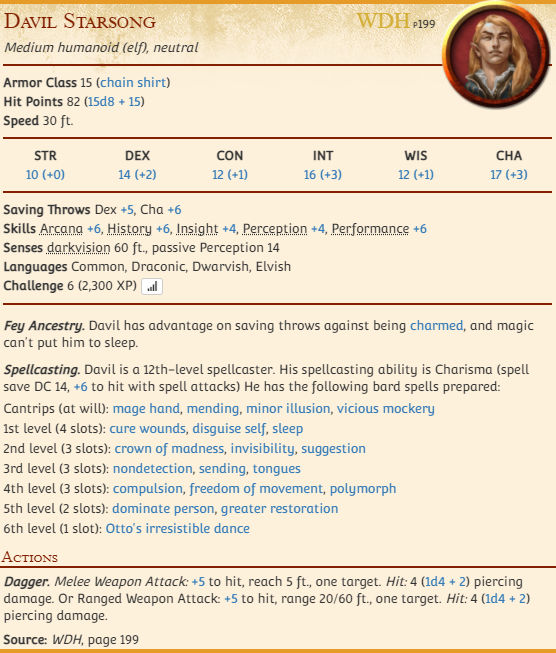 Davil Starsong WDH p199
Medium humanoid (elf), neutral
Armor Class 15 (chain shirt)
Hit Points 82 (15d8 + 15)
Speed 30 ft.
STR DEX CON INT WIS CHA
10 (+0) 14 (+2) 12 (+1) 16 (+3) 12 (+1) 17 (+3)
Saving Throws Dex +5, Cha +6
Skills Arcana +6, History +6, Insight +4, Perception +4, Performance +6
Senses darkvision 60 ft., passive Perception 14
Languages Common, Draconic, Dwarvish, Elvish
Challenge 6 (2,300 XP)
Fey Ancestry. Davil has advantage on saving throws against being charmed, and magic
can't put him to sleep.
Spellcasting. Davil is a 12th-level spellcaster. His spellcasting ability is Charisma (spell
save DC 14, +6 to hit with spell attacks) He has the following bard spells prepared:
Cantrips (at will): mage hand, mending, minor illusion, vicious mockery
1st level (4 slots): cure wounds, disguise self, sleep
2nd level (3 slots): crown of madness, invisibility, suggestion
3rd level (3 slots): nondetection, sending, tongues
4th level (3 slots): compulsion, freedom of movement, polymorph
5th level (2 slots): dominate person, greater restoration
6th level (1 slot): Otto's irresistible dance
Actions
Dagger. Melee Weapon Attack: +5 to hit, reach 5 ft., one target. Hit: 4 (1d4 + 2) piercing
damage. Or Ranged Weapon Attack: +5 to hit, range 20/60 ft., one target. Hit: 4 (1d4 + 2)
piercing damage.
Source: WDH, page 199